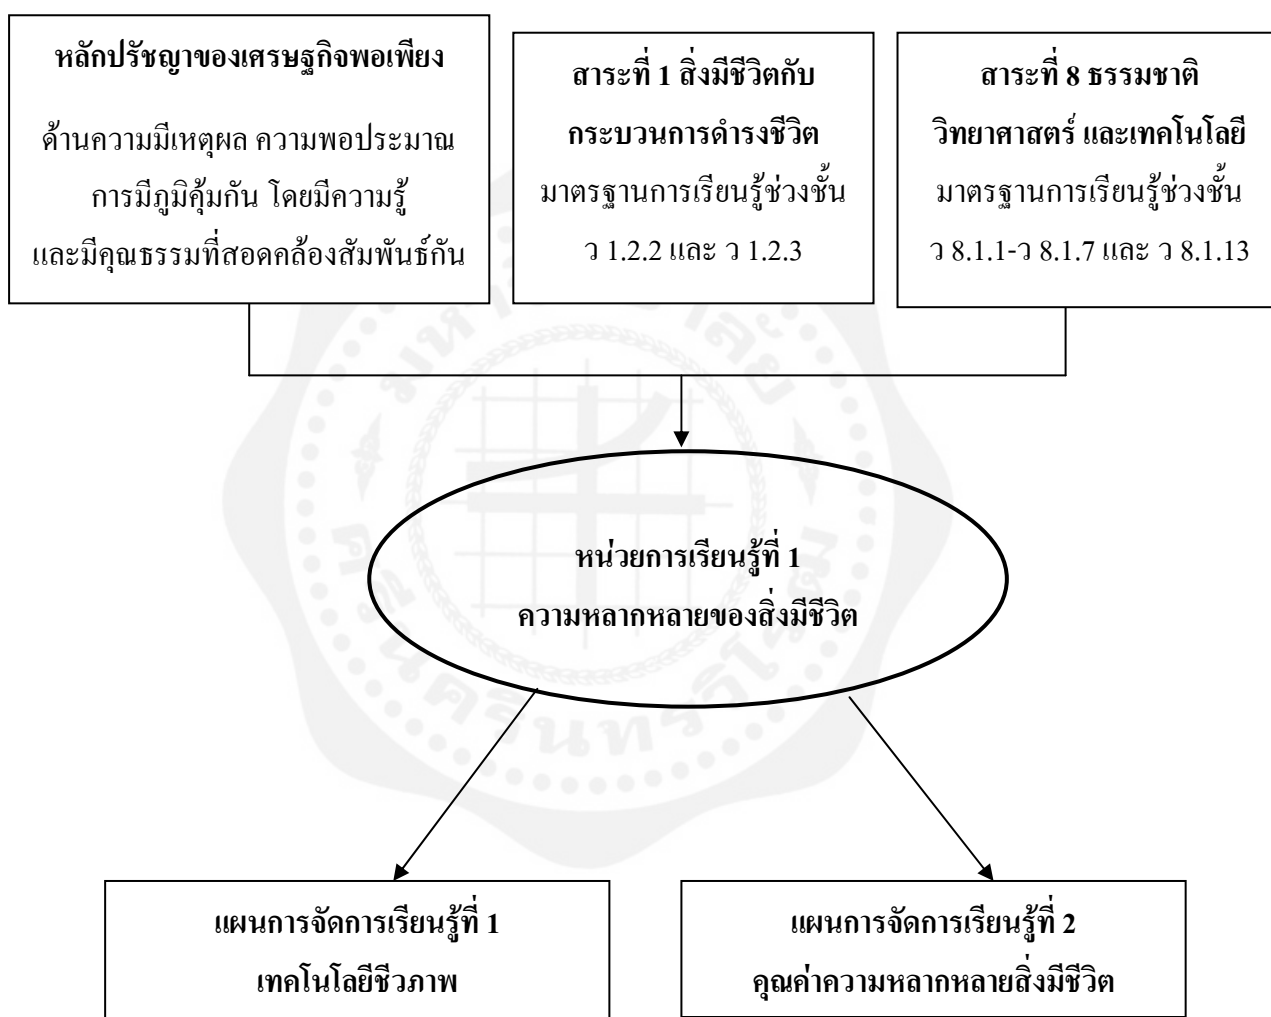 หลักปรัชญาของเศรษฐกิจพอเพียง
ด้านความมีเหตุผล ความพอประมาณ
การมีภูมิคุ้มกัน โดยมีความรู้
และมีคุณธรรมที่สอดคล้องสัมพันธ์กัน
สาระที่ 1 สิ่งมีชีวิตกับ
กระบวนการดำรงชีวิต
มาตรฐานการเรียนรู้ช่วงชั้น
ว 1.2.2 และ ว 1.2.3
สาระที่ 8 ธรรมชาติ
วิทยาศาสตร์ และเทคโนโลยี
มาตรฐานการเรียนรู้ช่วงชั้น
ว 8.1.1-ว 8.1.7 และ ว 8.1.13
หน่วยการเรียนรู้ที่ 1
ความหลากหลายของสิ่งมีชีวิต
แผนการจัดการเรียนรู้ที่ 1
เทคโนโลยีชีวภาพ
แผนการจัดการเรียนรู้ที่ 2
คุณค่าความหลากหลายสิ่งมีชีวิต